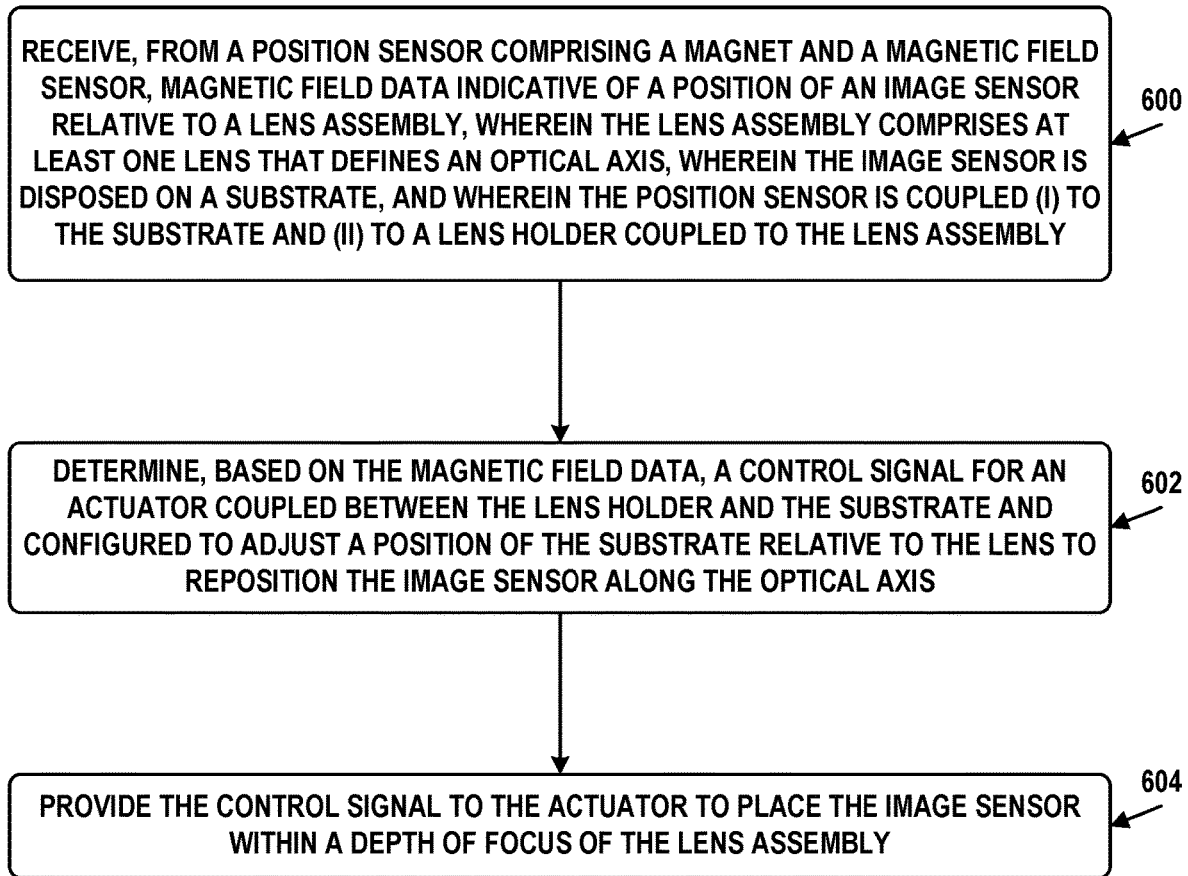 RECEIVE, FROM A POSITION SENSOR COMPRISING A MAGNET AND A MAGNETIC FIELD
SENSOR, MAGNETIC FIELD DATA INDICATIVE OF A POSITION OF AN IMAGE SENSOR
RELATIVE TO A LENS ASSEMBLY, WHEREIN THE LENS ASSEMBLY COMPRISES AT
LEAST ONE LENS THAT DEFINES AN OPTICAL AXIS, WHEREIN THE IMAGE SENSOR IS
DISPOSED ON A SUBSTRATE, AND WHEREIN THE POSITION SENSOR IS COUPLED (I) TO
THE SUBSTRATE AND (II) TO A LENS HOLDER COUPLED TO THE LENS ASSEMBLY
600
DETERMINE, BASED ON THE MAGNETIC FIELD DATA, A CONTROL SIGNAL FOR AN
ACTUATOR COUPLED BETWEEN THE LENS HOLDER AND THE SUBSTRATE AND
CONFIGURED TO ADJUST A POSITION OF THE SUBSTRATE RELATIVE TO THE LENS TO
REPOSITION THE IMAGE SENSOR ALONG THE OPTICAL AXIS
602
PROVIDE THE CONTROL SIGNAL TO THE ACTUATOR TO PLACE THE IMAGE SENSOR
WITHIN A DEPTH OF FOCUS OF THE LENS ASSEMBLY
604